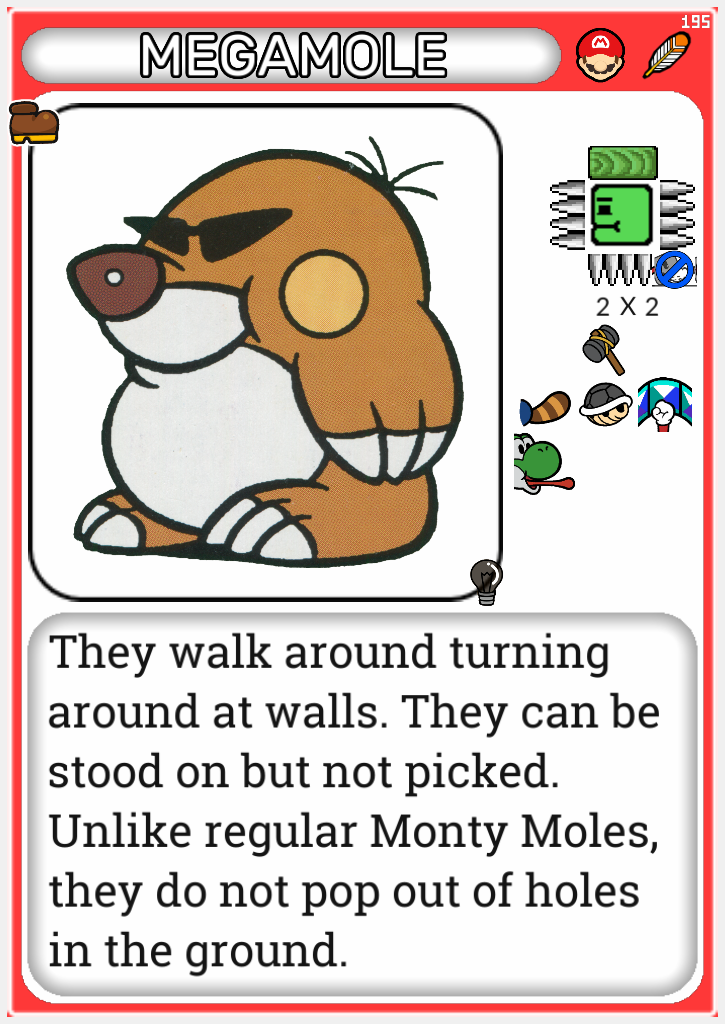 195
MEGAMOLE
2 X 2
They walk around turning
around at walls. They can be
stood on but not picked.
Unlike regular Monty Moles,
they do not pop out of holes
in the ground.